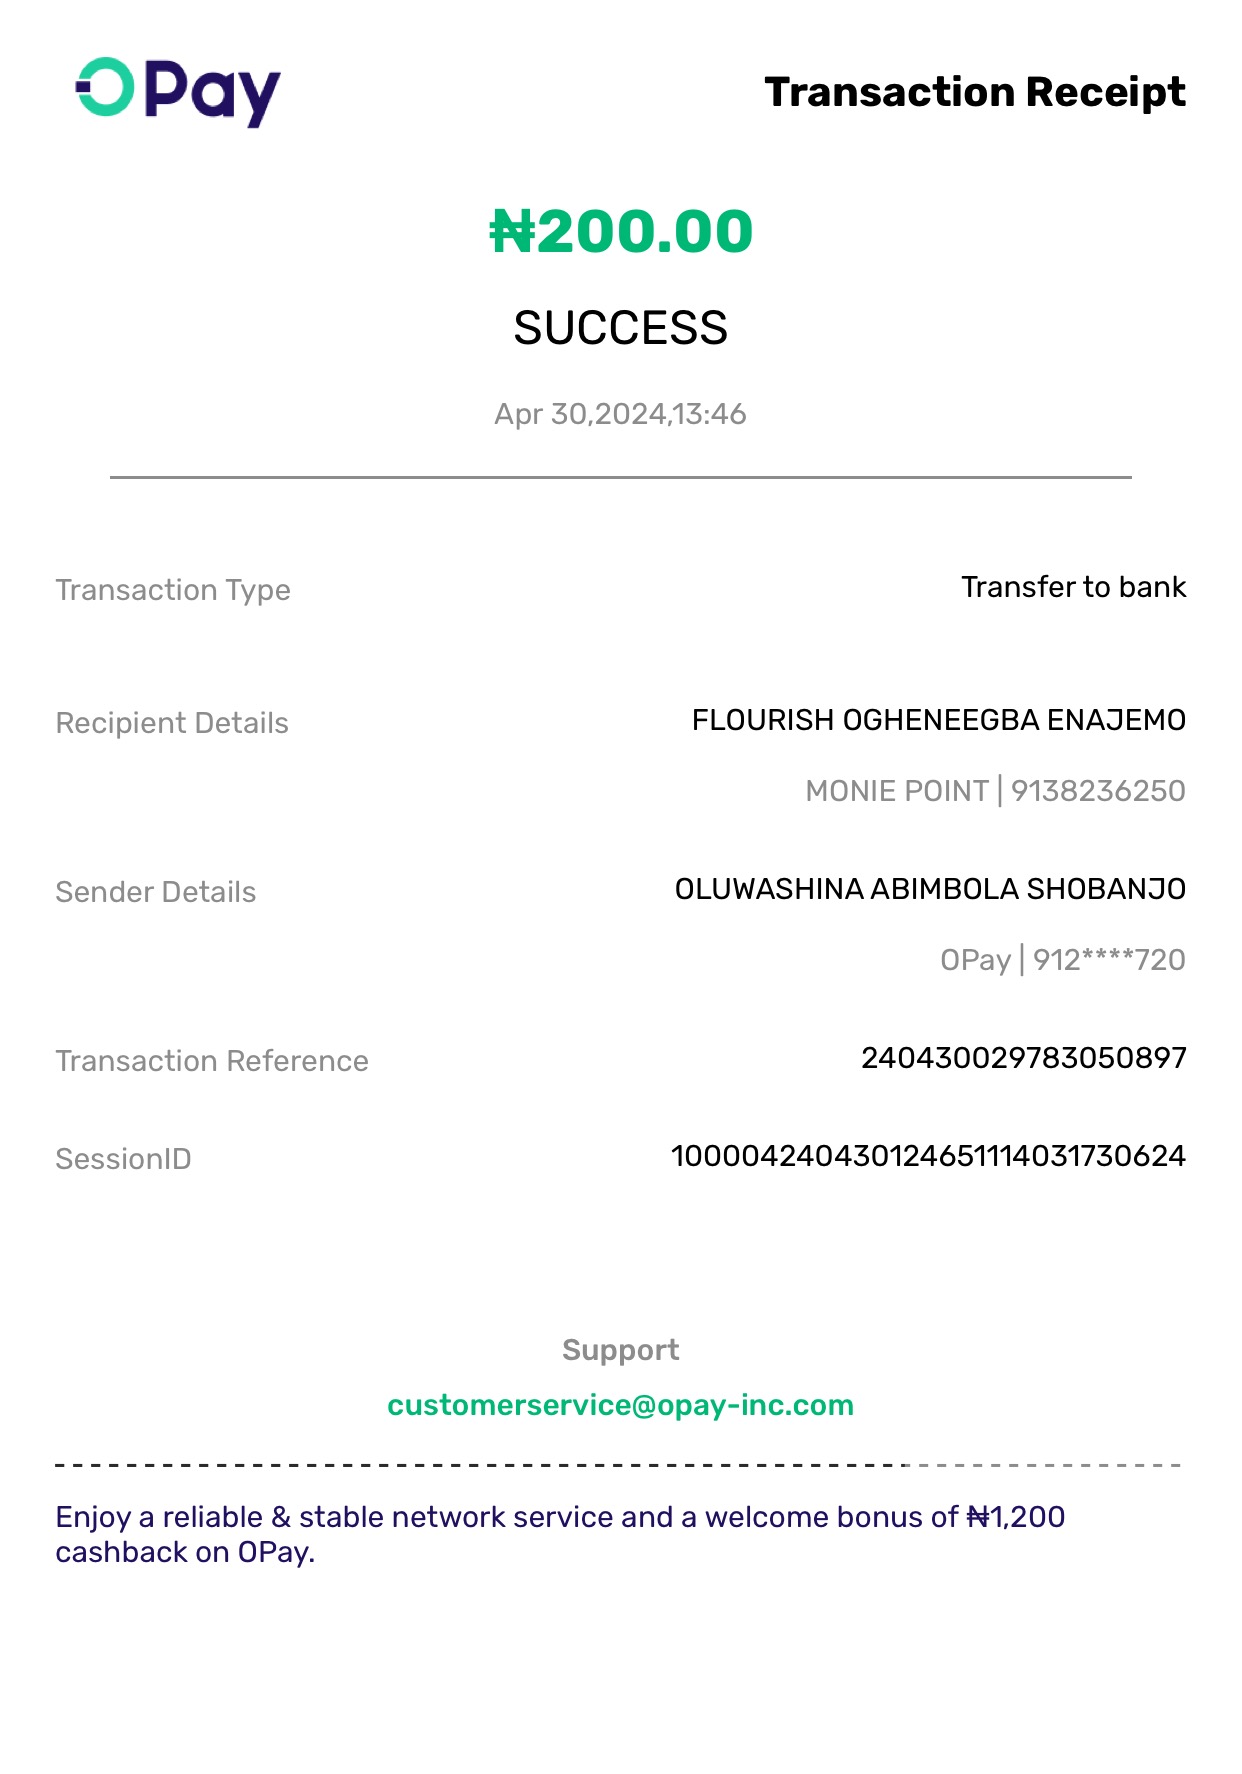 OPay
Transaction Receipt
₦200.00
SUCCESS
Apr 30,2024,13:46
Transaction Type
Transfer to bank
Recipient Details
FLOURISH OGHENEEGBA ENAJEMO
MONIE POINT | 9138236250
Sender Details
OLUWASHINA ABIMBOLA SHOBANJO
OPay | 912****720
Transaction Reference
240430029783050897
SessionID
100004240430124651114031730624
Support
customerservice@opay-inc.com
Enjoy a reliable & stable network service and a welcome bonus of ₦1,200
cashback on OPay.